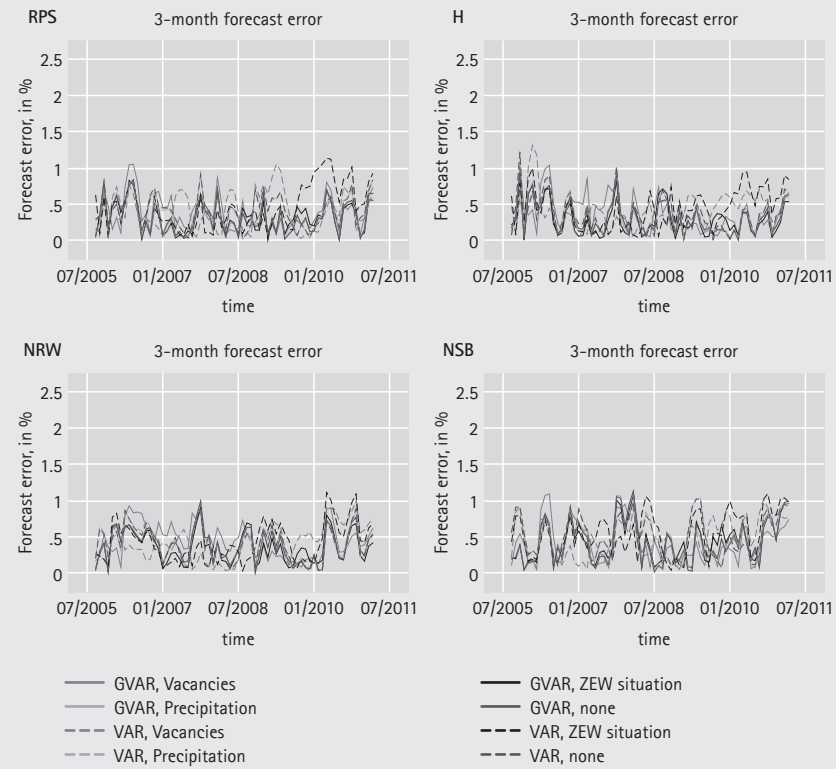 RPS 3-month forecast error
Forecast error, in %
2.5
2
1.5
1
.5
0
07/2005 01/2007 07/2008 01/2010 07/2011
time
H 3-month forecast error
Forecast error, in %
2.5
2
1.5
1
.5
0
07/2005 01/2007 07/2008 01/2010 07/2011
time
NRW 3-month forecast error
Forecast error, in %
2.5
2
1.5
1
.5
0
07/2005 01/2007 07/2008 01/2010 07/2011
time
NSB 3-month forecast error
Forecast error, in %
2.5
2
1.5
1
.5
0
07/2005 01/2007 07/2008 01/2010 07/2011
time
GVAR, Vacancies
GVAR, Precipitation
VAR, Vacancies
VAR, Precipitation
GVAR, ZEW situation
GVAR, none
VAR, ZEW situation
VAR, none